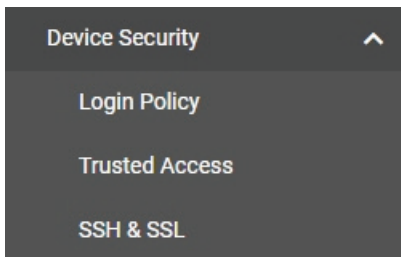 Device Security
Login Policy
Trusted Access
SSH & SSL